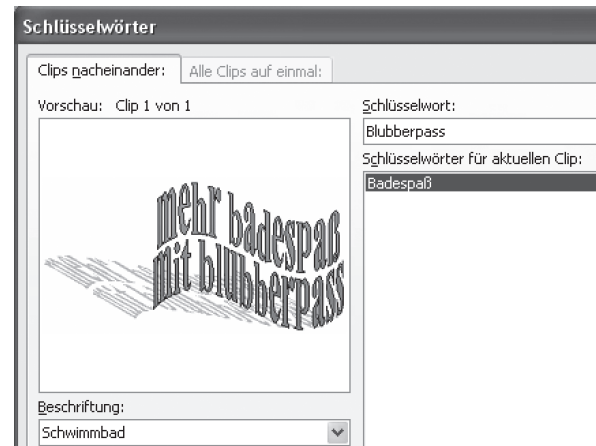 Schlüsselwörter
Clips nacheinander: Alle Clips auf einmal:
Vorschau: Clip 1 von 1
mehr badespaß
mit blubberpass
Beschriftung:
Schwimmbad
Schlüsselwort:
Blubberpass
Schlüsselwörter für aktuellen Clip:
Badespaß